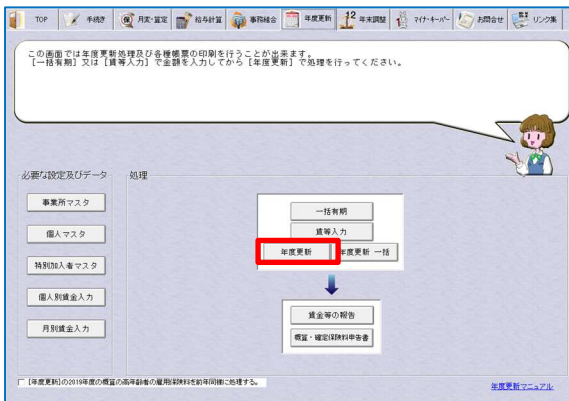 TOP
手続き
月変・算定
給与計算
事務組合
年度更新
12 年末調整
マイナ・キーパー
お問合せ
リンク集
この画面では年度更新処理及び各種帳票の印刷を行うことが出来ます。
［一括有期］又は［賃等入力］で金額を入力してから［年度更新］で処理を行ってください。
必要な設定及びデータ
処理
事業所マスタ
個人マスタ
特別加入者マスタ
個人別賃金入力
月別賃金入力
一括有期
賃等入力
年度更新
年度更新 一括
賃金等の報告
概算・確定保険料申告書
［年度更新］の2019年度の概算の高年齢者の雇用保険料を前年同様に処理する。
年度更新マニュアル